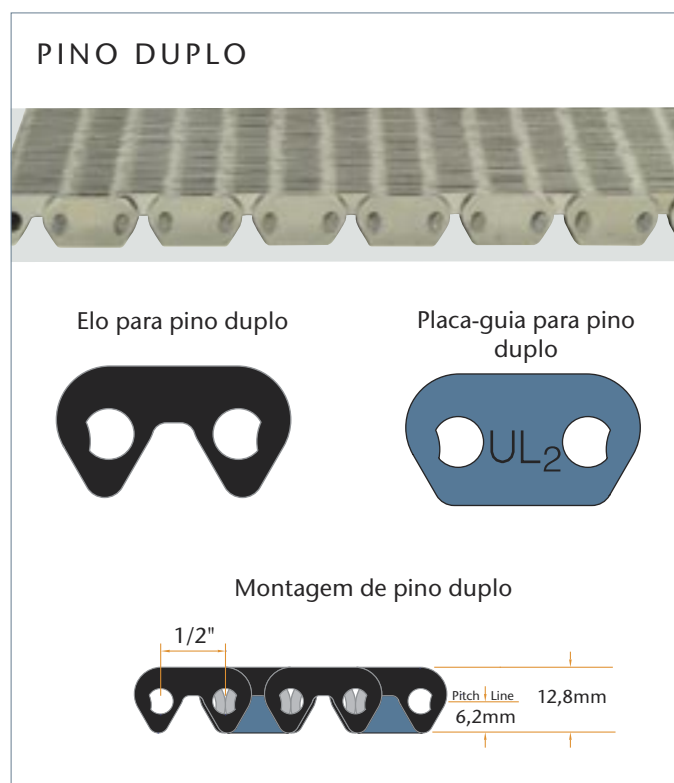 PINO DUPLO
Elo para pino duplo
Placa-guia para pino
duplo
UL2
Montagem de pino duplo
1/2"
Pitch Line
12,8mm
6,2mm